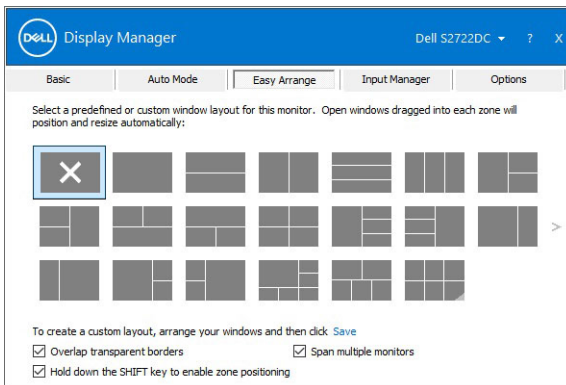 DELL Display Manager Dell S2722DC ? X
Basic Auto Mode Easy Arrange Input Manager Options
Select a predefined or custom window layout for this monitor. Open windows dragged into each zone will
position and resize automatically:
To create a custom layout, arrange your windows and then click Save
Overlap transparent borders Span multiple monitors
Hold down the SHIFT key to enable zone positioning